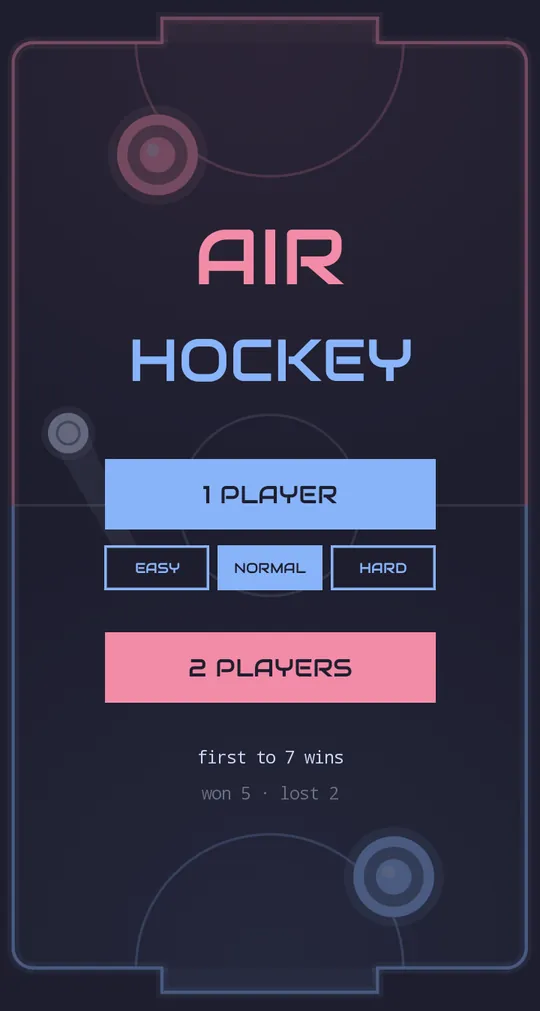 AIR
HOCKEY
1 PLAYER
EASY NORMAL HARD
2 PLAYERS
first to 7 wins
won 5 · lost 2